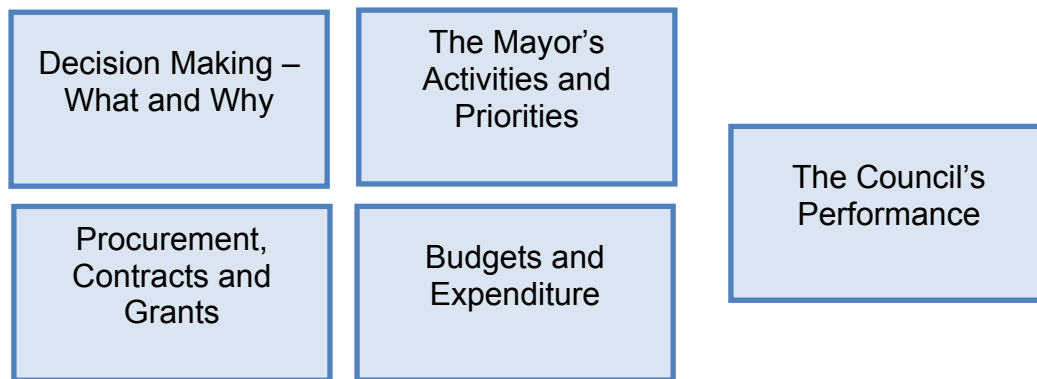 Decision Making –
What and Why
The Mayor’s
Activities and
Priorities
The Council’s
Performance
Procurement,
Contracts and
Grants
Budgets and
Expenditure